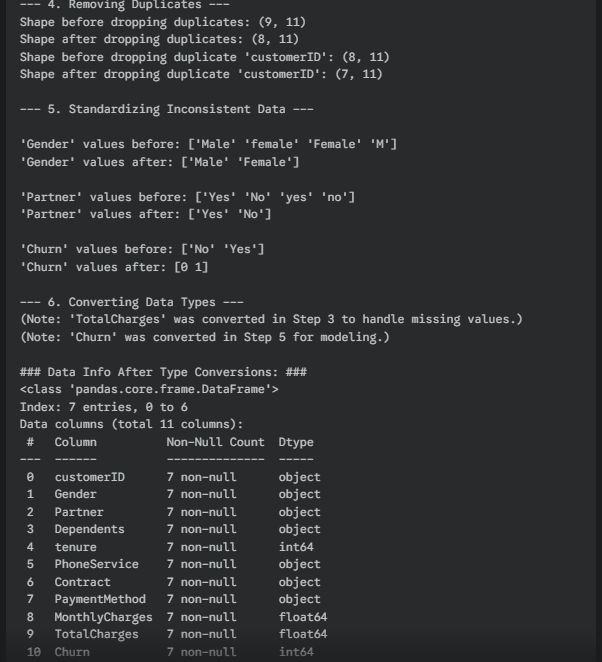 --- 4. Removing Duplicates ---
Shape before dropping duplicates: (9, 11)
Shape after dropping duplicates: (8, 11)
Shape before dropping duplicate 'customerID': (8, 11)
Shape after dropping duplicate 'customerID': (7, 11)
--- 5. Standardizing Inconsistent Data ---
'Gender' values before: ['Male' 'female' 'Female' 'M']
'Gender' values after: ['Male' 'Female']
'Partner' values before: ['Yes' 'No' 'yes' 'no']
'Partner' values after: ['Yes' 'No']
'Churn' values before: ['No' 'Yes']
'Churn' values after: [0 1]
--- 6. Converting Data Types ---
(Note: 'TotalCharges' was converted in Step 3 to handle missing values.)
(Note: 'Churn' was converted in Step 5 for modeling.)
### Data Info After Type Conversions: ###
<class 'pandas.core.frame.DataFrame'>
Index: 7 entries, 0 to 6
Data columns (total 11 columns):
 #   Column          Non-Null Count  Dtype
---  ------          --------------  -----
 0   customerID      7 non-null      object
 1   Gender          7 non-null      object
 2   Partner         7 non-null      object
 3   Dependents      7 non-null      object
 4   tenure          7 non-null      int64
 5   PhoneService    7 non-null      object
 6   Contract        7 non-null      object
 7   PaymentMethod   7 non-null      object
 8   MonthlyCharges  7 non-null      float64
 9   TotalCharges    7 non-null      float64
 10  Churn           7 non-null      int64